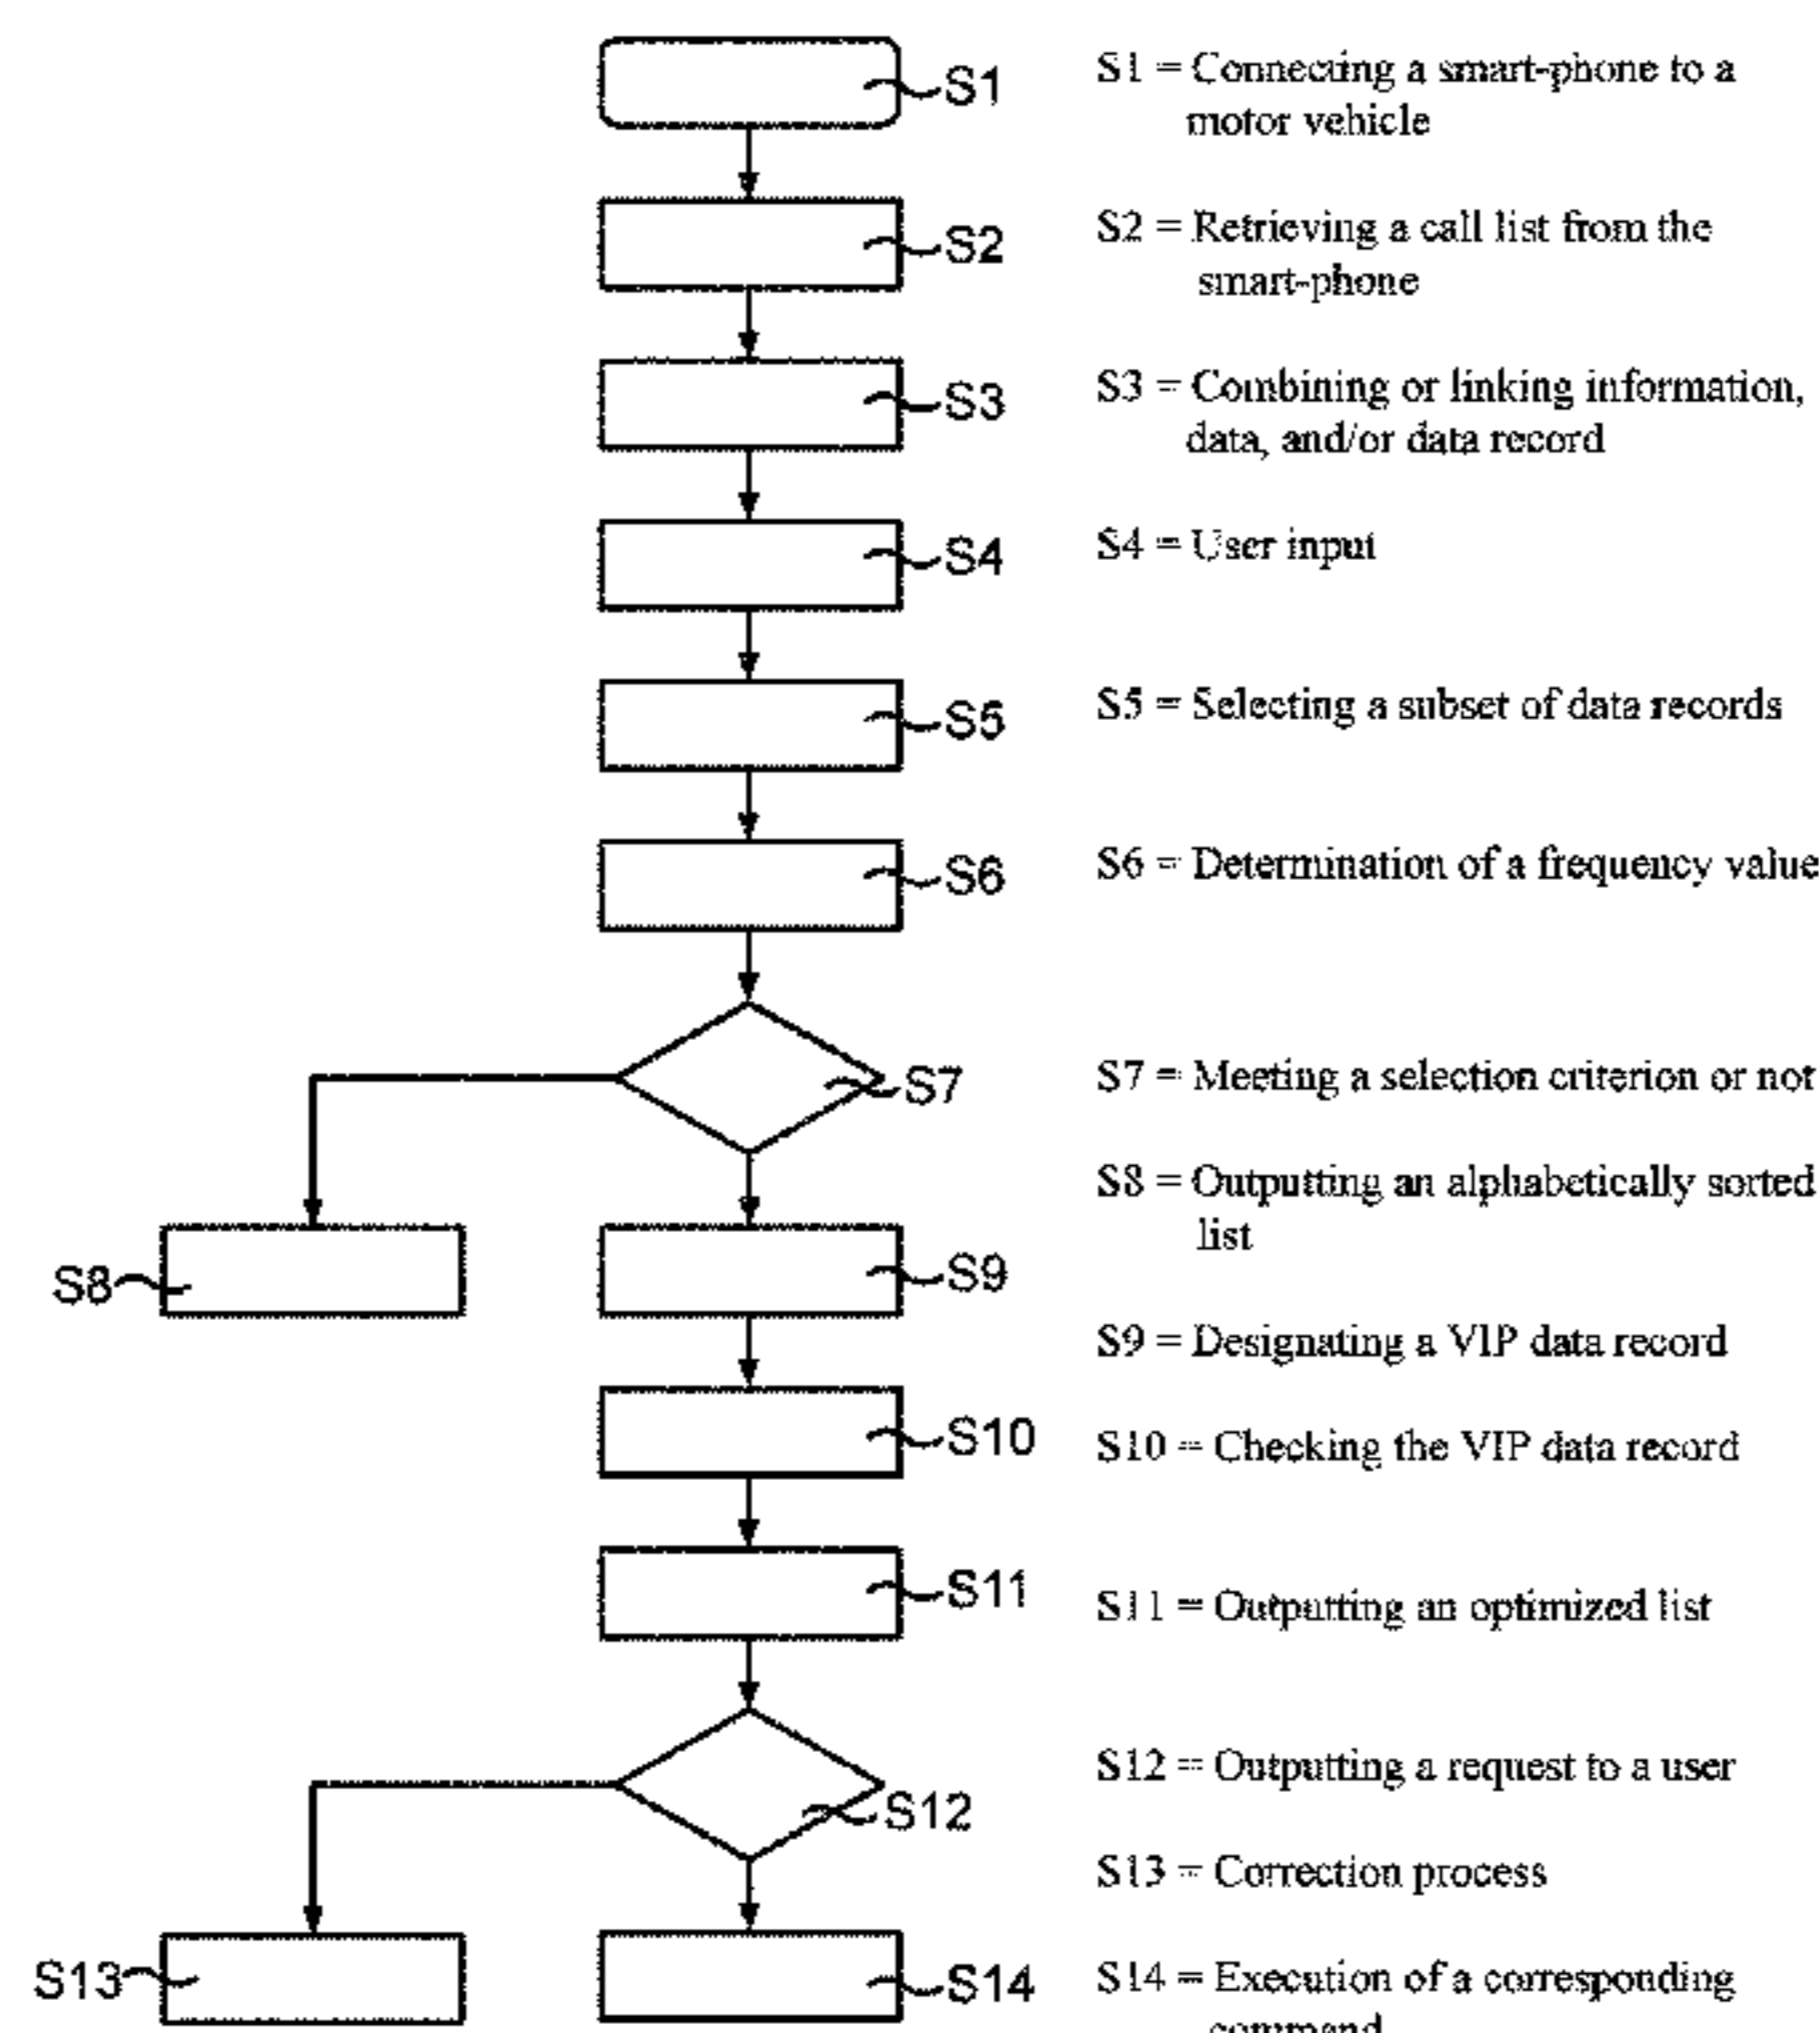 S1
S2
S3
S4
S5
S6
S7
S8
S9
S10
S11
S12
S13
S14
S1 = Connecting a smart-phone to a
motor vehicle
S2 = Retrieving a call list from the
smart-phone
S3 = Combining or linking information,
data, and/or data record
S4 = User input
S5 = Selecting a subset of data records
S6 = Determination of a frequency value
S7 = Meeting a selection criterion or not
S8 = Outputting an alphabetically sorted
list
S9 = Designating a VIP data record
S10 = Checking the VIP data record
S11 = Outputting an optimized list
S12 = Outputting a request to a user
S13 = Correction process
S14 = Execution of a corresponding
command